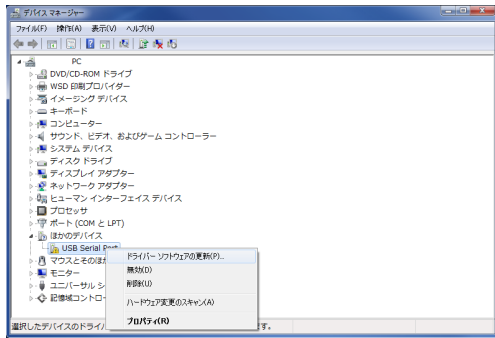 デバイス マネージャー
ファイル(F) 操作(A) 表示(V) ヘルプ(H)
PC
DVD/CD-ROM ドライブ
WSD 印刷プロバイダー
イメージング デバイス
キーボード
コンピューター
サウンド、ビデオ、およびゲーム コントローラー
システム デバイス
ディスク ドライブ
ディスプレイ アダプター
ネットワーク アダプター
ヒューマン インターフェイス デバイス
プロセッサ
ポート (COM と LPT)
ほかのデバイス
USB Serial Port
ドライバー ソフトウェアの更新(P)...
マウスとそのほか
無効(D)
モニター
削除(U)
ユニバーサル シ
ハードウェア変更のスキャン(A)
記憶域コントロー
プロパティ(R)
選択したデバイスのドライバ
す。